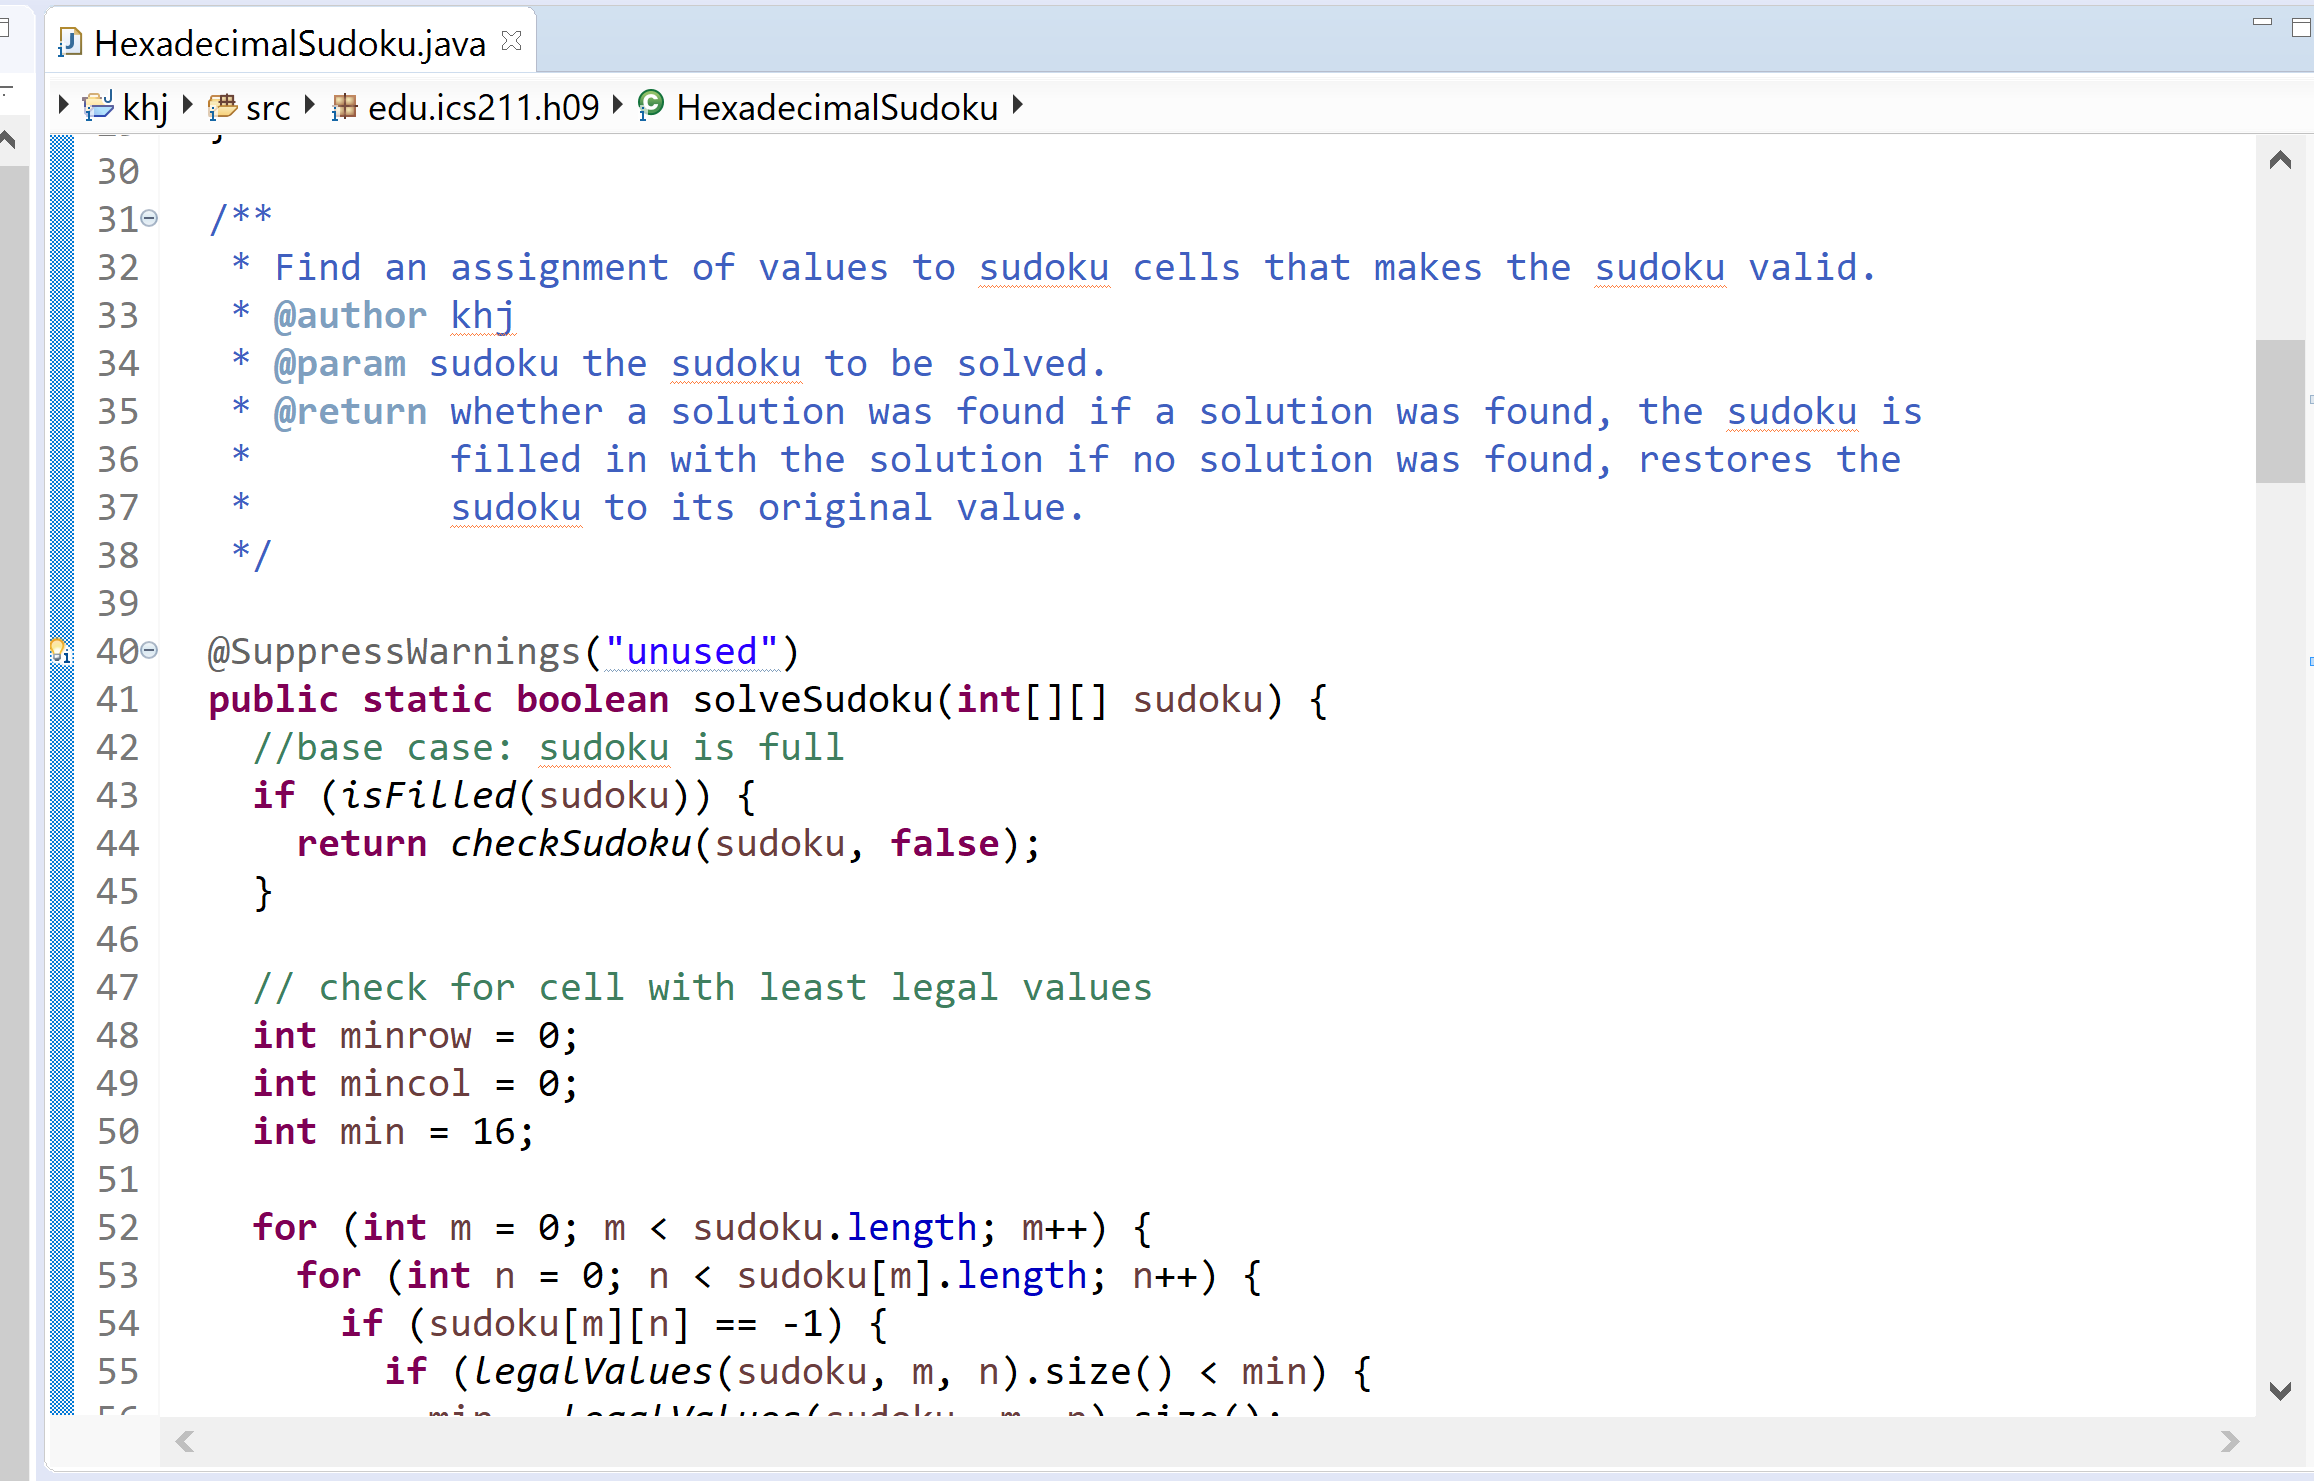 HexadecimalSudoku.java
khj src edu.ics211.h09 HexadecimalSudoku
30
31 /**
32  * Find an assignment of values to sudoku cells that makes the sudoku valid.
33  * @author khj
34  * @param sudoku the sudoku to be solved.
35  * @return whether a solution was found if a solution was found, the sudoku is
36  *         filled in with the solution if no solution was found, restores the
37  *         sudoku to its original value.
38  */
39
40 @SuppressWarnings("unused")
41 public static boolean solveSudoku(int[][] sudoku) {
42   //base case: sudoku is full
43   if (isFilled(sudoku)) {
44     return checkSudoku(sudoku, false);
45   }
46
47   // check for cell with least legal values
48   int minrow = 0;
49   int mincol = 0;
50   int min = 16;
51
52   for (int m = 0; m < sudoku.length; m++) {
53     for (int n = 0; n < sudoku[m].length; n++) {
54       if (sudoku[m][n] == -1) {
55         if (legalValues(sudoku, m, n).size() < min) {